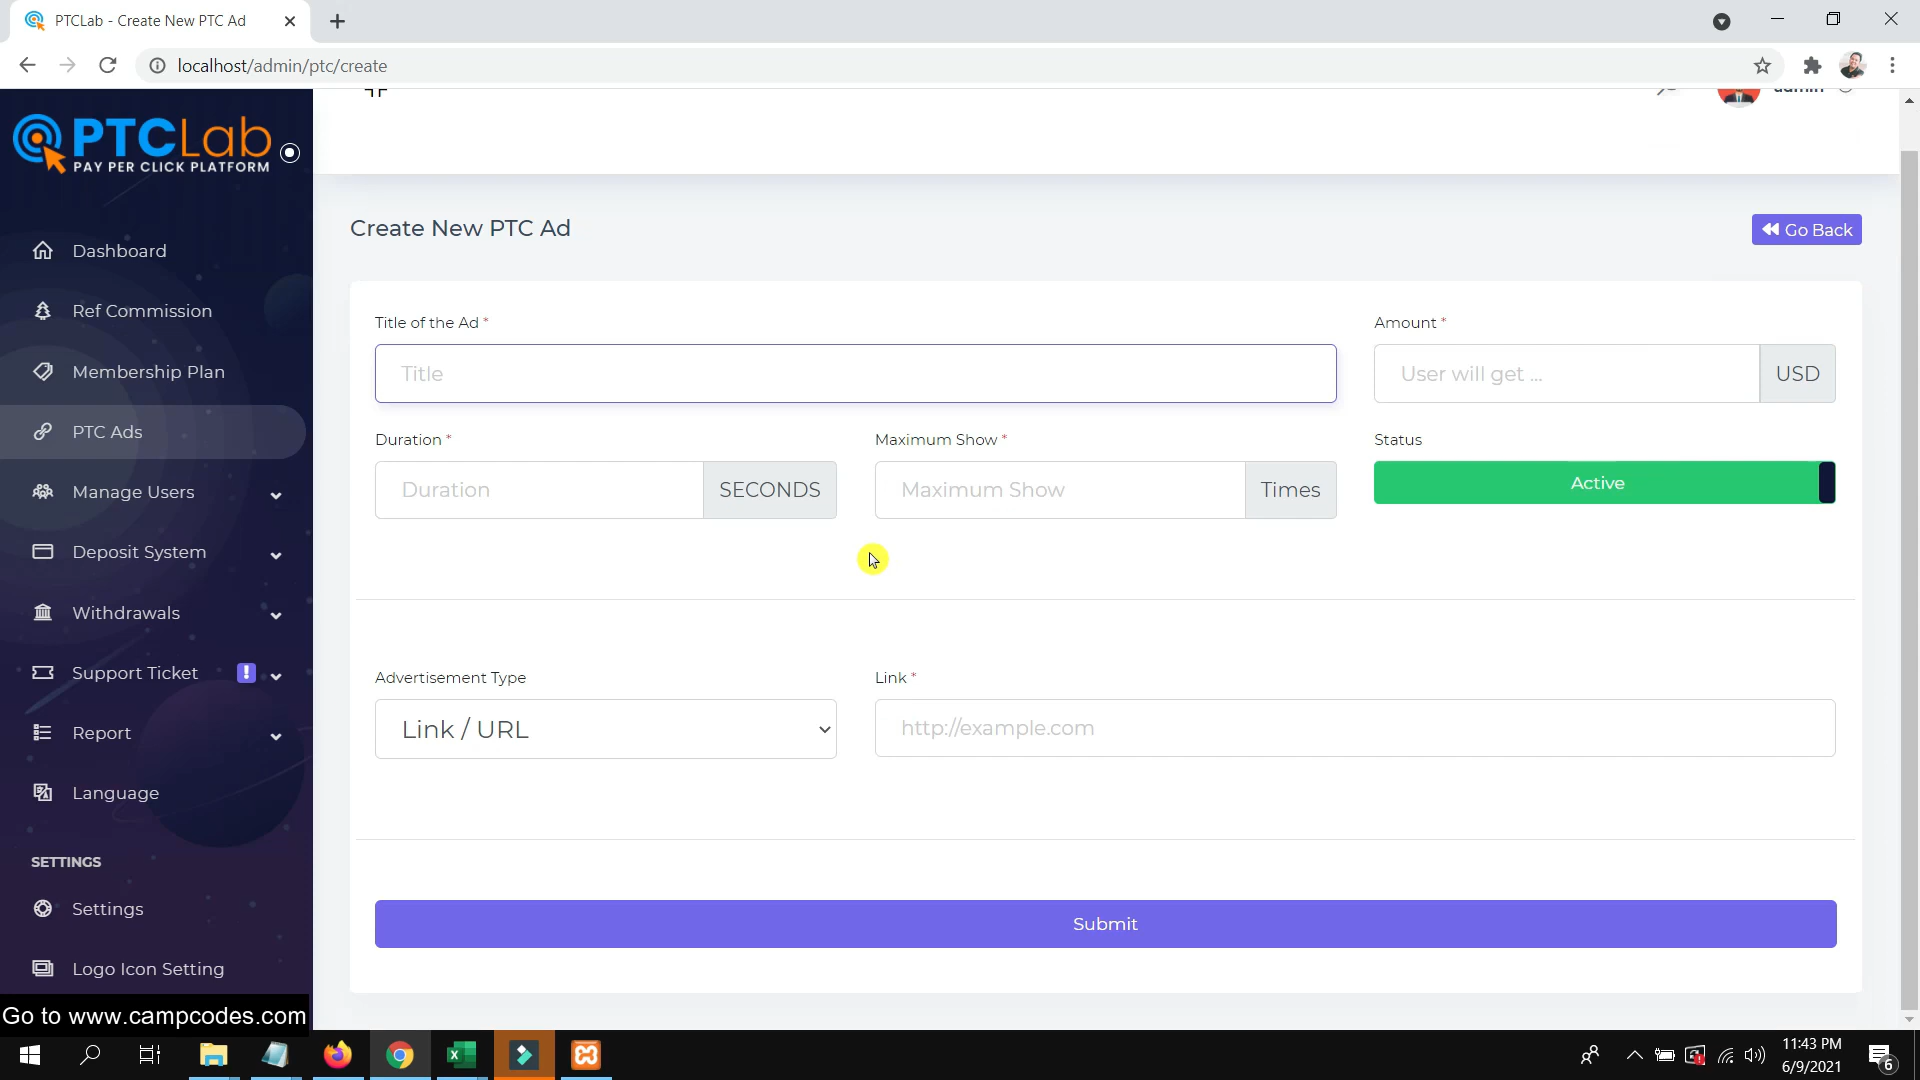 PTCLab - Create New PTC Ad
localhost/admin/ptc/create
PTCLab
PAY PER CLICK PLATFORM
admin
Dashboard
Ref Commission
Membership Plan
PTC Ads
Manage Users
Deposit System
Withdrawals
Support Ticket !
Report
Language
SETTINGS
Settings
Logo Icon Setting
Go to www.campcodes.com
Create New PTC Ad
Go Back
Title of the Ad *
Amount *
Title
User will get ...
USD
Duration *
Maximum Show *
Status
Duration
SECONDS
Maximum Show
Times
Active
Advertisement Type
Link *
Link / URL
http://example.com
Submit
11:43 PM
6/9/2021
6